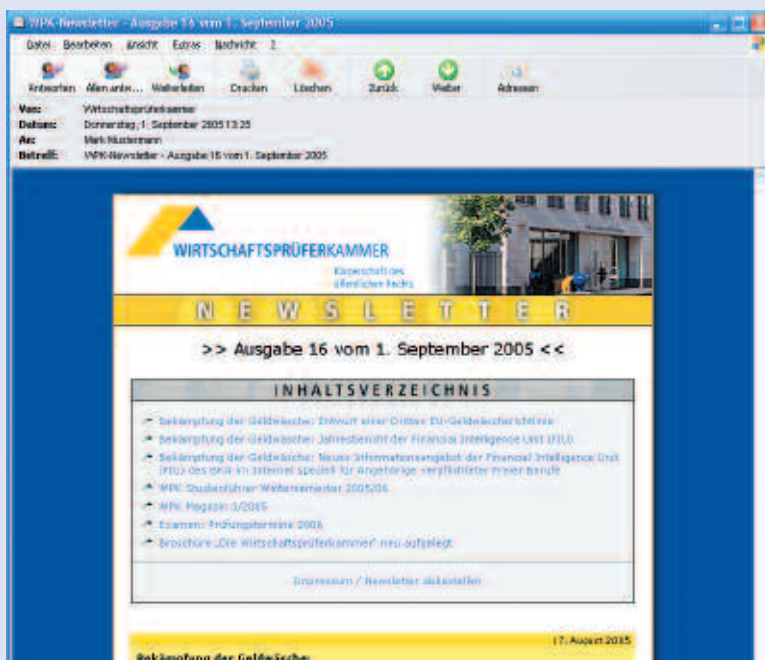 WPK-Newsletter - Ausgabe 16 vom 1. September 2005
Datei Bearbeiten Ansicht Extras Nachricht ?
Antworten Allen antw... Weiterleiten Drucken Löschen Zurück Weiter Adressen
Von: Wirtschaftsprüferkammer
Datum: Donnerstag, 1. September 2005 13:25
An: Mark Mustermann
Betreff: WPK-Newsletter - Ausgabe 16 vom 1. September 2005
WIRTSCHAFTSPRÜFERKAMMER
Körperschaft des
öffentlichen Rechts
NEWSLETTER
>> Ausgabe 16 vom 1. September 2005 <<
INHALTSVERZEICHNIS
Bekämpfung der Geldwäsche: Entwurf einer Dritten EU-Geldwäscherichtlinie
Bekämpfung der Geldwäsche: Jahresbericht der Financial Intelligence Unit (FIU)
Bekämpfung der Geldwäsche: Neues Informationsangebot der Financial Intelligence Unit
(FIU) des BKA im Internet speziell für Angehörige verpflichteter Freier Berufe
WPK Studienführer Wintersemester 2005/06
WPK Magazin 3/2005
Examen: Prüfungstermine 2006
Broschüre „Die Wirtschaftsprüferkammer" neu aufgelegt
Impressum / Newsletter abbestellen
17. August 2005
Bekämpfung der Geldwäsche: